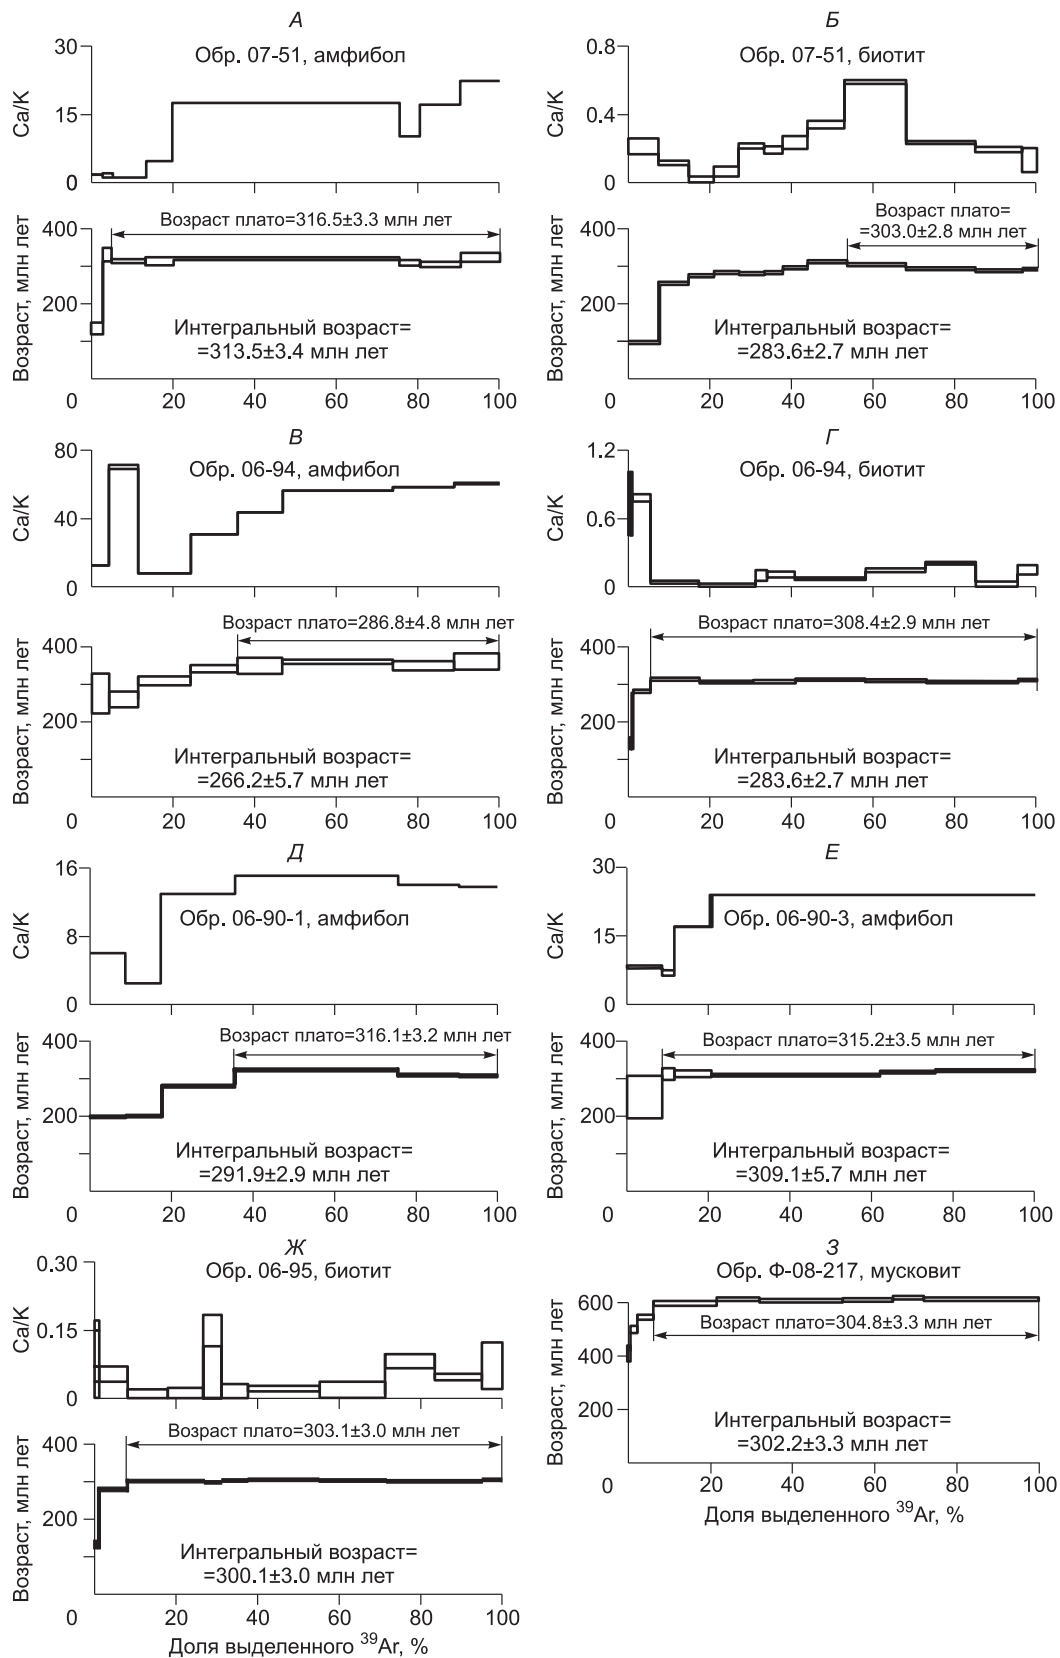 А
Обр. 07-51, амфибол
Ca/K
30
15
0
Возраст плато=316.5±3.3 млн лет
Возраст, млн лет
400
200
Интегральный возраст=
=313.5±3.4 млн лет
0 20 40 60 80 100
Б
Обр. 07-51, биотит
Ca/K
0.8
0.4
0
Возраст плато=
=303.0±2.8 млн лет
Возраст, млн лет
400
200
Интегральный возраст=
=283.6±2.7 млн лет
0 20 40 60 80 100
В
Обр. 06-94, амфибол
Ca/K
80
40
0
Возраст плато=286.8±4.8 млн лет
Возраст, млн лет
400
200
Интегральный возраст=
=266.2±5.7 млн лет
0 20 40 60 80 100
Г
Обр. 06-94, биотит
Ca/K
1.2
0.6
0
Возраст плато=308.4±2.9 млн лет
Возраст, млн лет
400
200
Интегральный возраст=
=283.6±2.7 млн лет
0 20 40 60 80 100
Д
Обр. 06-90-1, амфибол
Ca/K
16
8
0
Возраст плато=316.1±3.2 млн лет
Возраст, млн лет
400
200
Интегральный возраст=
=291.9±2.9 млн лет
0 20 40 60 80 100
Е
Обр. 06-90-3, амфибол
Ca/K
30
15
0
Возраст плато=315.2±3.5 млн лет
Возраст, млн лет
400
200
Интегральный возраст=
=309.1±5.7 млн лет
0 20 40 60 80 100
Ж
Обр. 06-95, биотит
Ca/K
0.30
0.15
0
Возраст плато=303.1±3.0 млн лет
Возраст, млн лет
400
200
Интегральный возраст=
=300.1±3.0 млн лет
0 20 40 60 80 100
Доля выделенного ³⁹Ar, %
З
Обр. Ф-08-217, мусковит
Возраст, млн лет
600
400
200
Возраст плато=304.8±3.3 млн лет
Интегральный возраст=
=302.2±3.3 млн лет
0 20 40 60 80 100
Доля выделенного ³⁹Ar, %